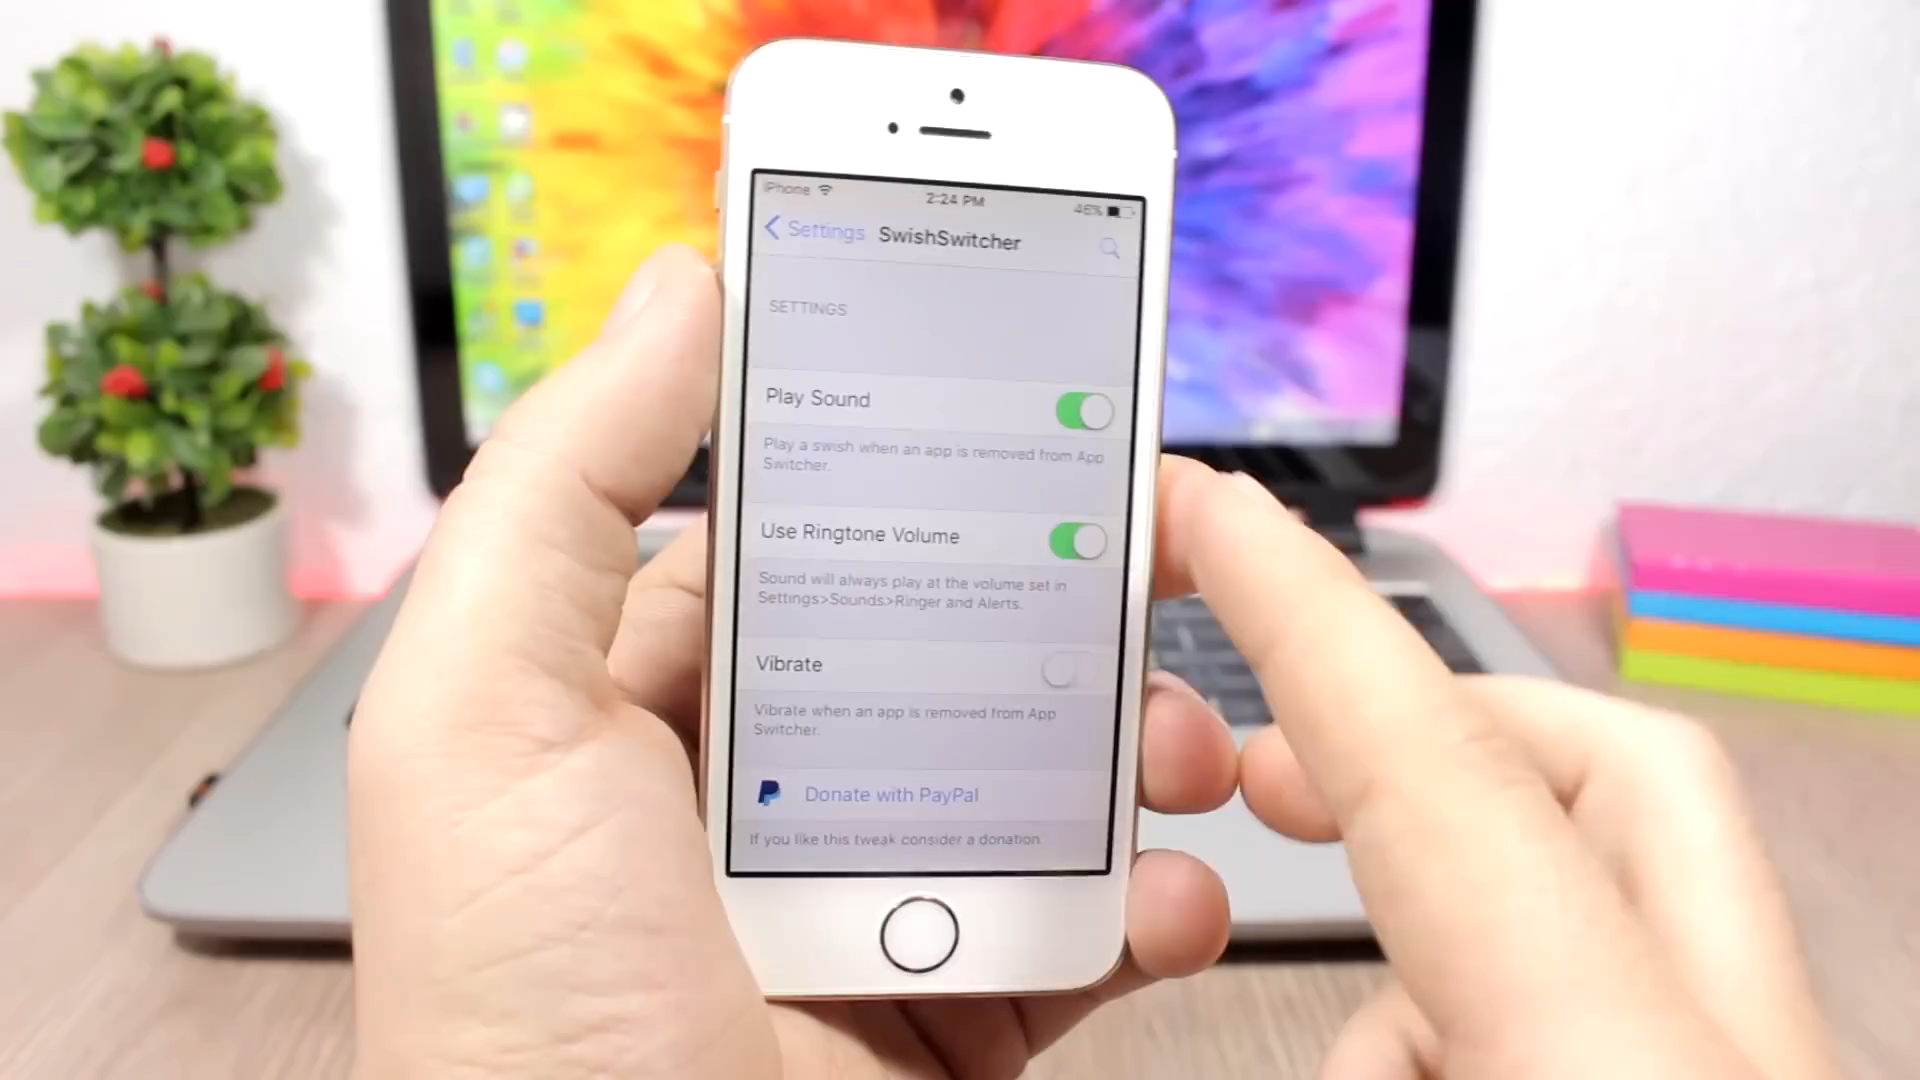 iPhone
2:24 PM
46%
Settings
SwishSwitcher
SETTINGS
Play Sound
Play a swish when an app is removed from App
Switcher.
Use Ringtone Volume
Sound will always play at the volume set in
Settings>Sounds>Ringer and Alerts.
Vibrate
Vibrate when an app is removed from App
Switcher.
Donate with PayPal
If you like this tweak consider a donation